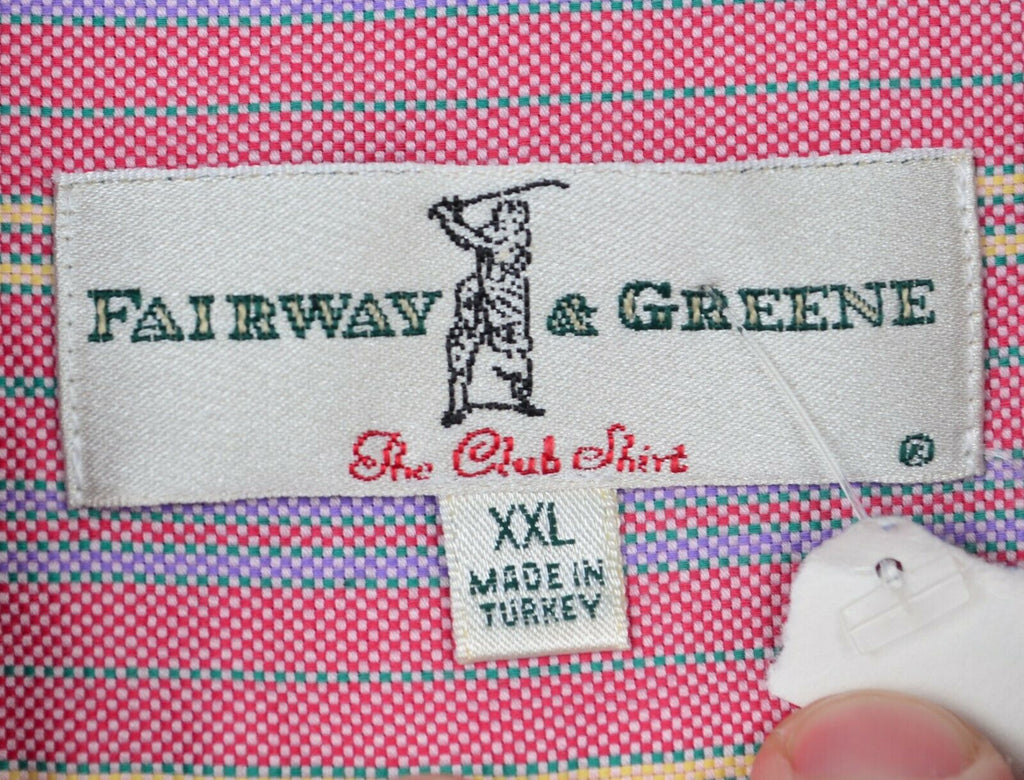 FAIRWAY & GREENE
The Club Shirt
®
XXL
MADE IN
TURKEY